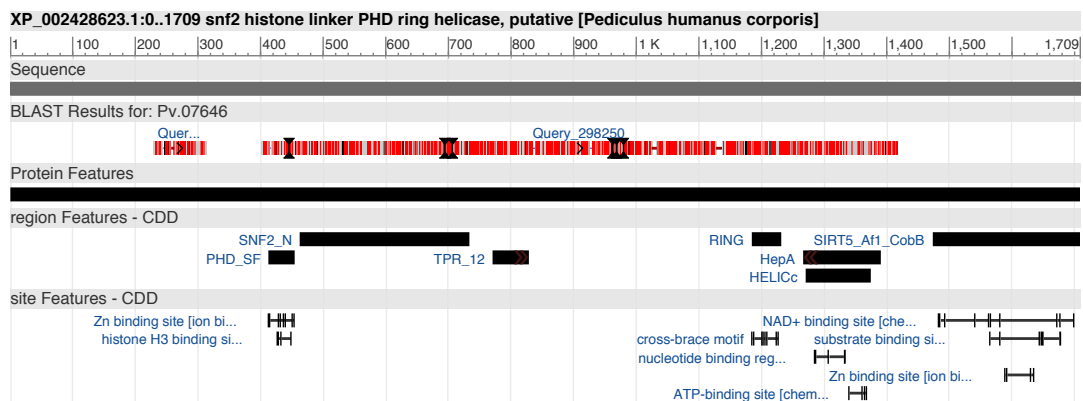 XP_002428623.1:0..1709 snf2 histone linker PHD ring helicase, putative [Pediculus humanus corporis]
1 100 200 300 400 500 600 700 800 900 1 K 1,100 1,200 1,300 1,400 1,500 1,709
Sequence
BLAST Results for: Pv.07646
Quer... Query_298250
Protein Features
region Features - CDD
SNF2_N RING SIRT5_Af1_CobB
PHD_SF TPR_12 HepA
HELICc
site Features - CDD
Zn binding site [ion bi... NAD+ binding site [che...
histone H3 binding si... cross-brace motif substrate binding si...
nucleotide binding reg...
Zn binding site [ion bi...
ATP-binding site [chem...